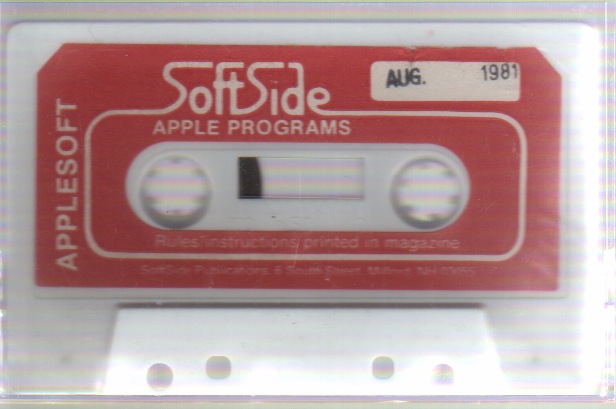 SoftSide
AUG. 1981
APPLE PROGRAMS
APPLESOFT
Rules/instructions printed in magazine
SoftSide Publications, 6 South Street, Milford, NH 03055